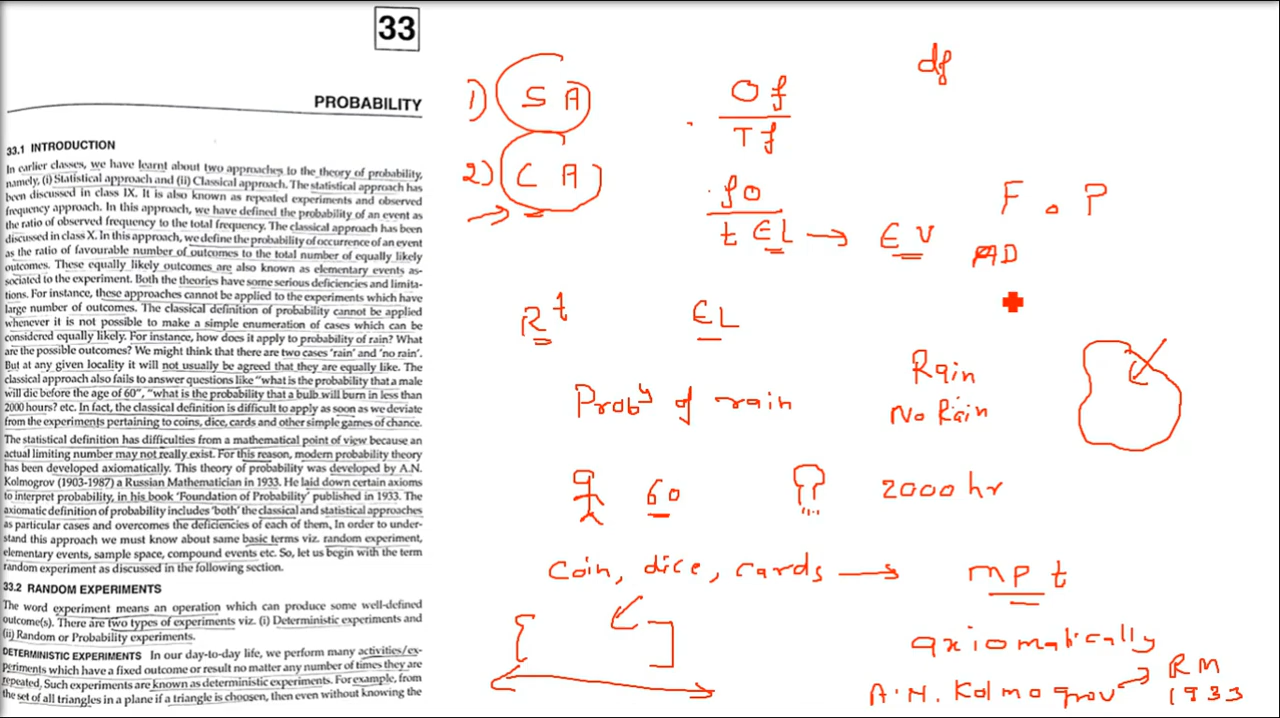 33
PROBABILITY
33.1 INTRODUCTION
In earlier classes, we have learnt about two approaches to the theory of probability,
namely, (i) Statistical approach and (ii) Classical approach. The statistical approach has
been discussed in class IX. It is also known as repeated experiments and observed
frequency approach. In this approach, we have defined the probability of an event as
the ratio of observed frequency to the total frequency. The classical approach has been
discussed in class X. In this approach, we define the probability of occurrence of an event
as the ratio of favourable number of outcomes to the total number of equally likely
outcomes. These equally likely outcomes are also known as elementary events as-
sociated to the experiment. Both the theories have some serious deficiencies and limita-
tions. For instance, these approaches cannot be applied to the experiments which have
large number of outcomes. The classical definition of probability cannot be applied
whenever it is not possible to make a simple enumeration of cases which can be
considered equally likely. For instance, how does it apply to probability of rain? What
are the possible outcomes? We might think that there are two cases 'rain' and 'no rain'.
But at any given locality it will not usually be agreed that they are equally like. The
classical approach also fails to answer questions like "what is the probability that a male
will die before the age of 60", "what is the probability that a bulb will burn in less than
2000 hours? etc. In fact, the classical definition is difficult to apply as soon as we deviate
from the experiments pertaining to coins, dice, cards and other simple games of chance.
The statistical definition has difficulties from a mathematical point of view because an
actual limiting number may not really exist. For this reason, modern probability theory
has been developed axiomatically. This theory of probability was developed by A.N.
Kolmogrov (1903-1987) a Russian Mathematician in 1933. He laid down certain axioms
to interpret probability, in his book 'Foundation of Probability' published in 1933. The
axiomatic definition of probability includes 'both' the classical and statistical approaches
as particular cases and overcomes the deficiencies of each of them, In order to under-
stand this approach we must know about same basic terms viz. random experiment,
elementary events, sample space, compound events etc. So, let us begin with the term
random experiment as discussed in the following section.
33.2 RANDOM EXPERIMENTS
The word experiment means an operation which can produce some well-defined
outcome(s). There are two types of experiments viz. (i) Deterministic experiments and
(ii) Random or Probability experiments.
DETERMINISTIC EXPERIMENTS In our day-to-day life, we perform many activities/ex-
periments which have a fixed outcome or result no matter any number of times they are
repeated. Such experiments are known as deterministic experiments. For example, from
the set of all triangles in a plane if a triangle is choosen, then even without knowing the
df
1) S A
Of
Tf
2) C A
fo
t EL → EV
F . P
AD
R t
EL
Proby of rain
Rain
No Rain
60
2000 hr
Coin, dice, cards → mp t
axiomatically
A.N. Kolmogrov → RM
1933